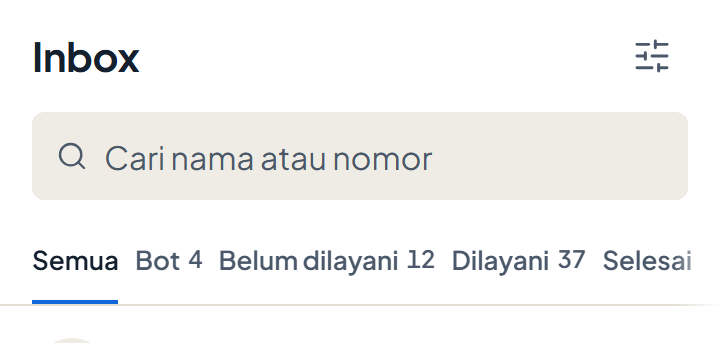 Inbox
Cari nama atau nomor
Semua Bot 4 Belum dilayani 12 Dilayani 37 Selesai